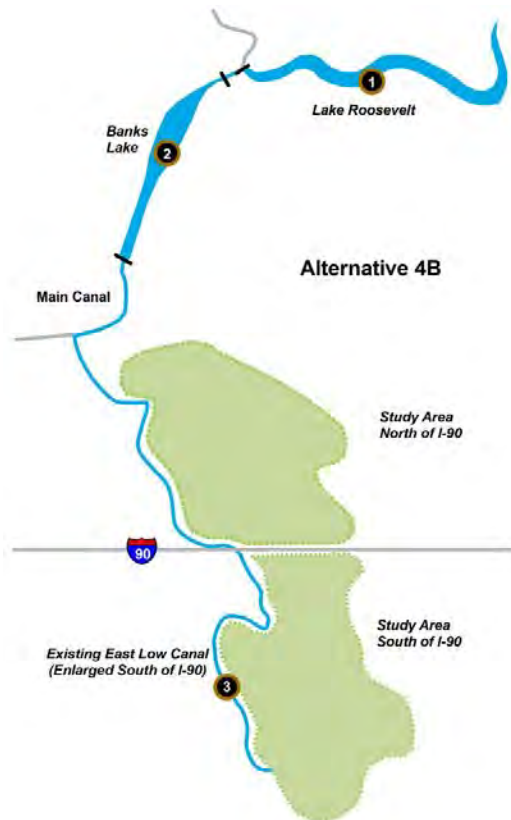 1
Lake Roosevelt
Banks
Lake
2
Alternative 4B
Main Canal
Study Area
North of I-90
90
Study Area
South of I-90
Existing East Low Canal
(Enlarged South of I-90)
3